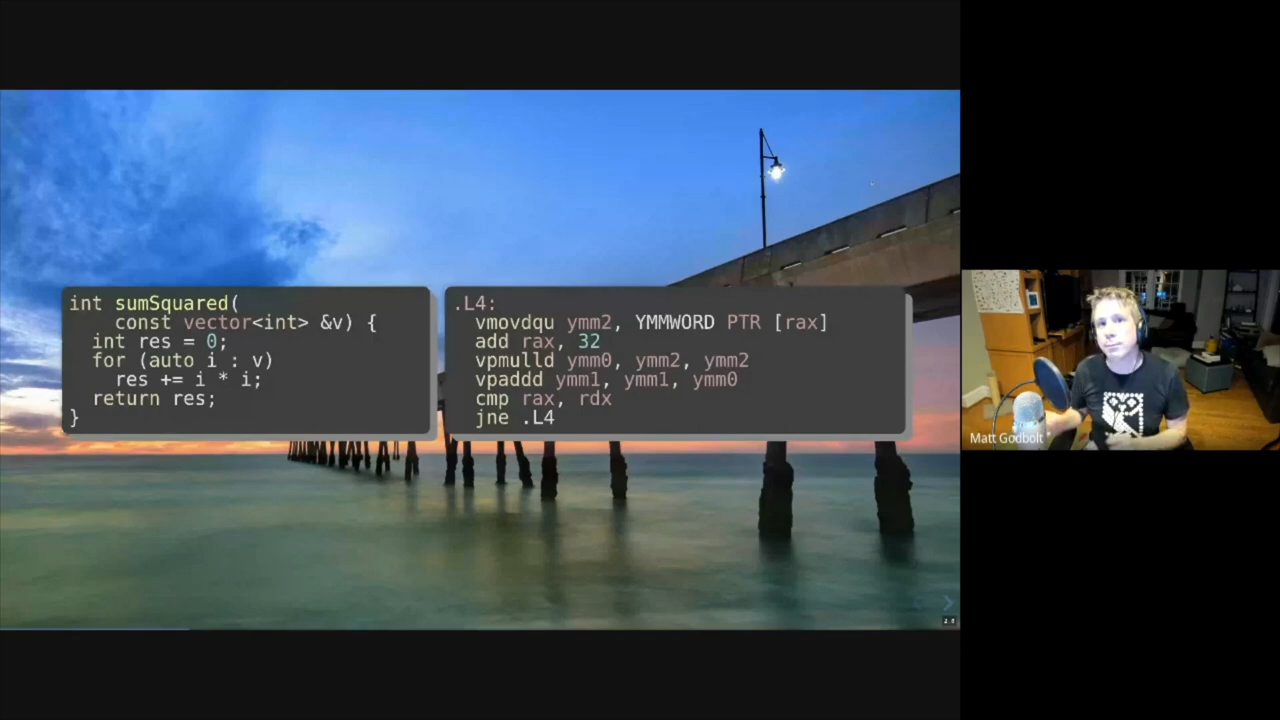 int sumSquared(
const vector<int> &v) {
int res = 0;
for (auto i : v)
res += i * i;
return res;
}
.L4:
vmovdqu ymm2, YMMWORD PTR [rax]
add rax, 32
vpmulld ymm0, ymm2, ymm2
vpaddd ymm1, ymm1, ymm0
cmp rax, rdx
jne .L4
Matt Godbolt